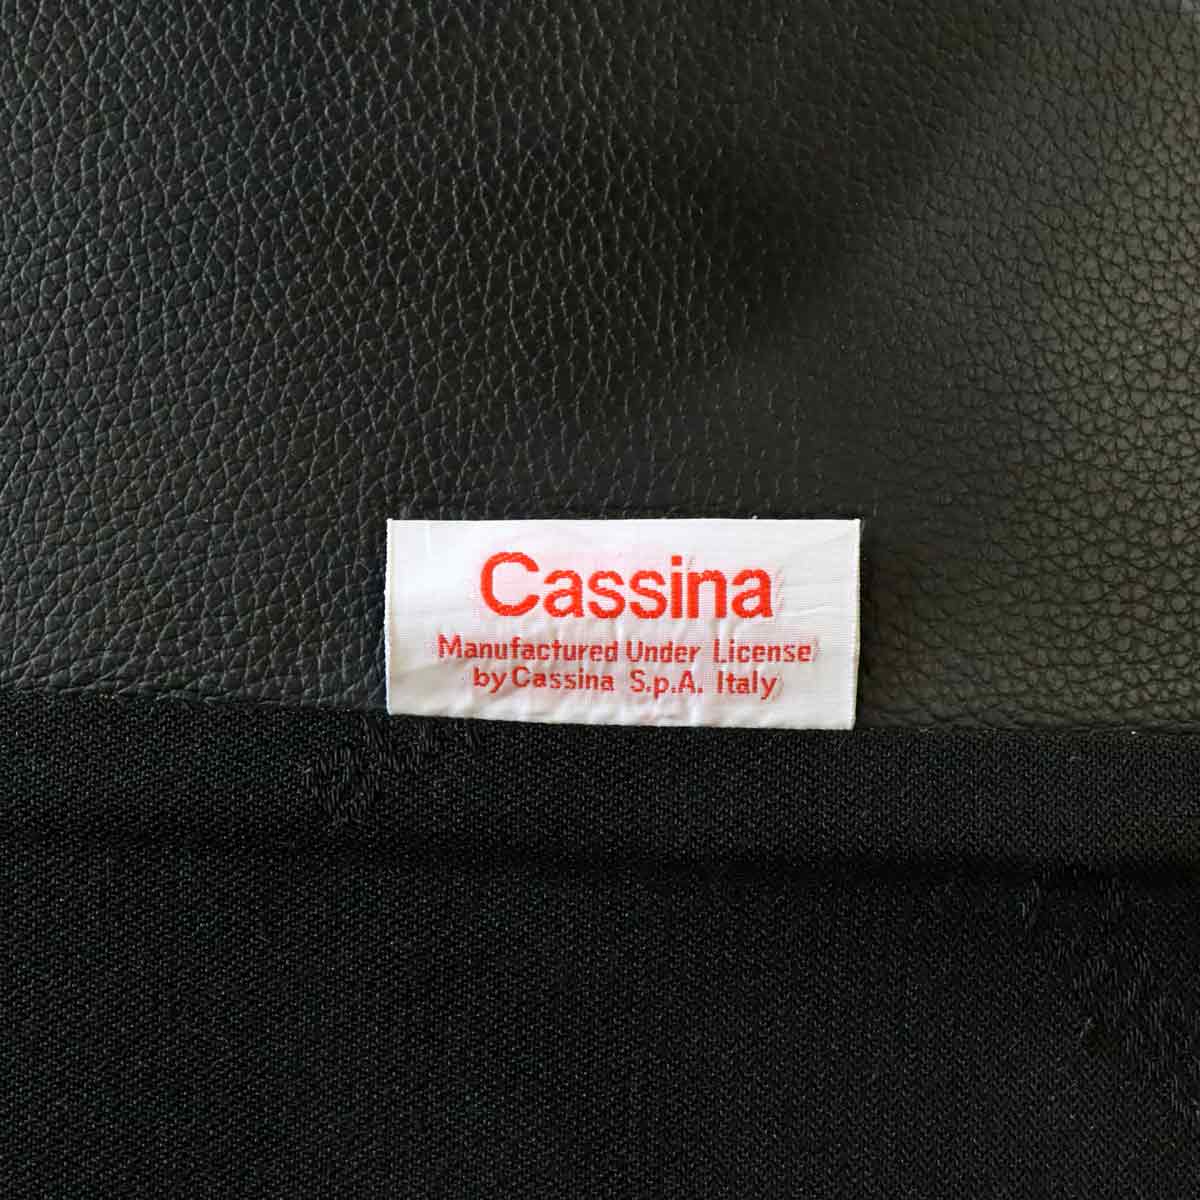 Cassina
Manufactured Under License
by Cassina S.p.A. Italy